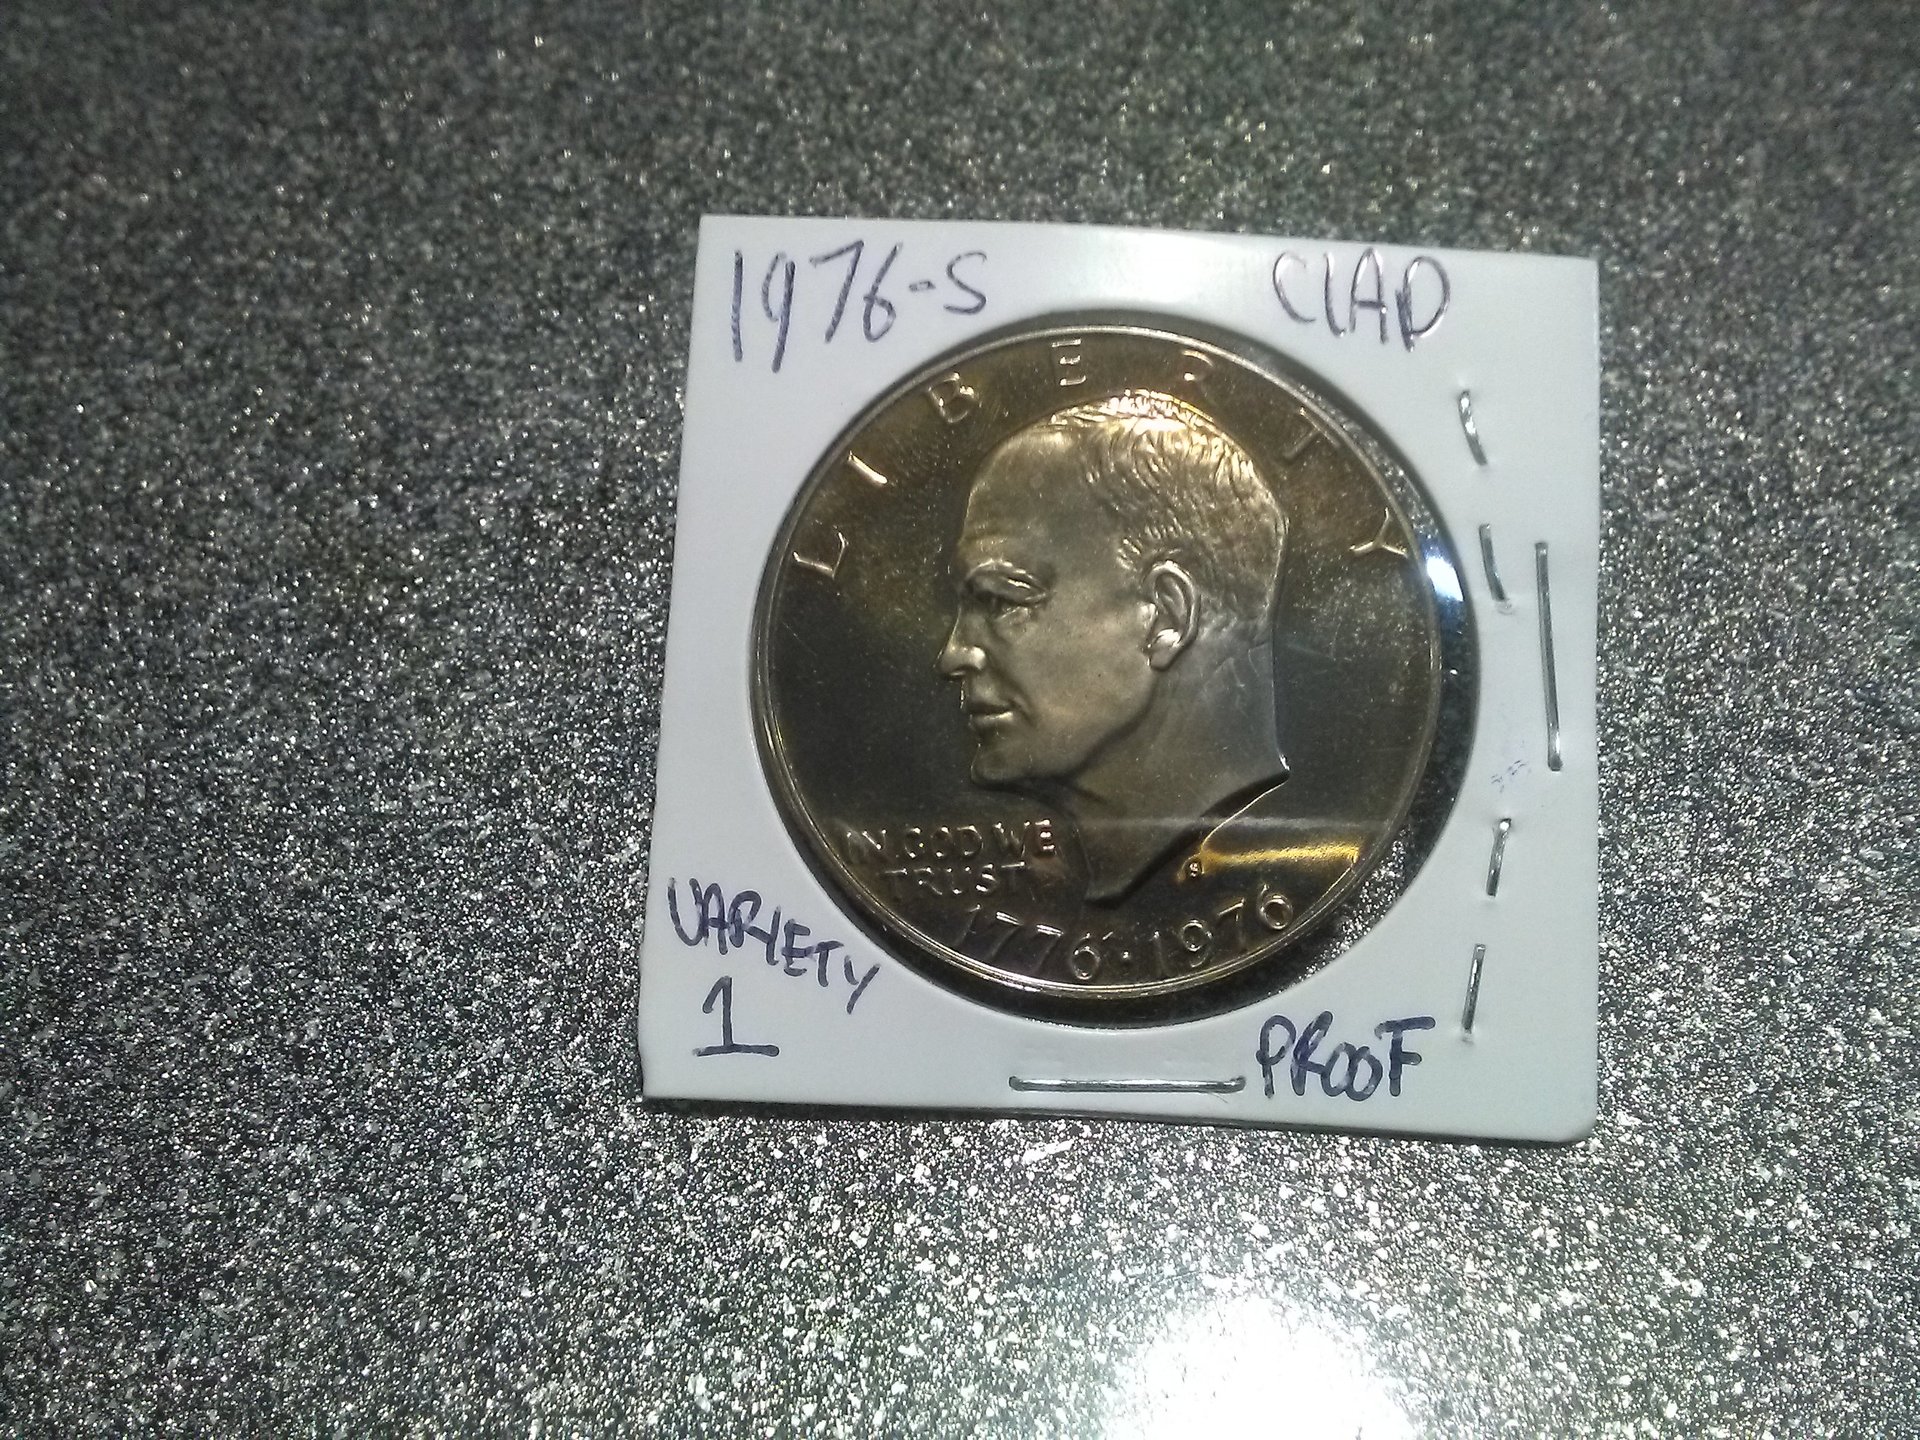 1976-S
CLAD
LIBERTY
IN GOD WE
TRUST
S
1776·1976
VARIETY
1
PROOF